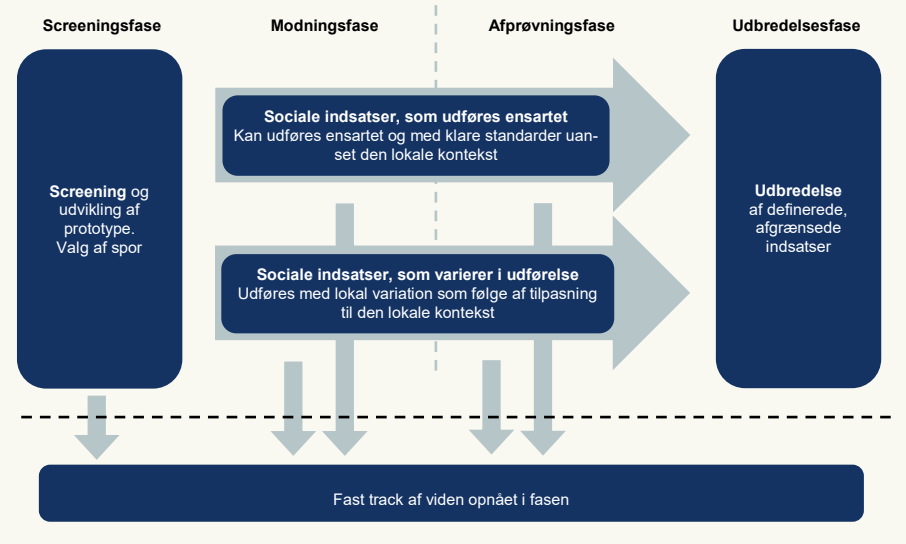 Screeningsfase
Modningsfase
Afprøvningsfase
Udbredelsesfase
Screening og
udvikling af
prototype.
Valg af spor
Sociale indsatser, som udføres ensartet
Kan udføres ensartet og med klare standarder uan-
set den lokale kontekst
Sociale indsatser, som varierer i udførelse
Udføres med lokal variation som følge af tilpasning
til den lokale kontekst
Udbredelse
af definerede,
afgrænsede
indsatser
Fast track af viden opnået i fasen